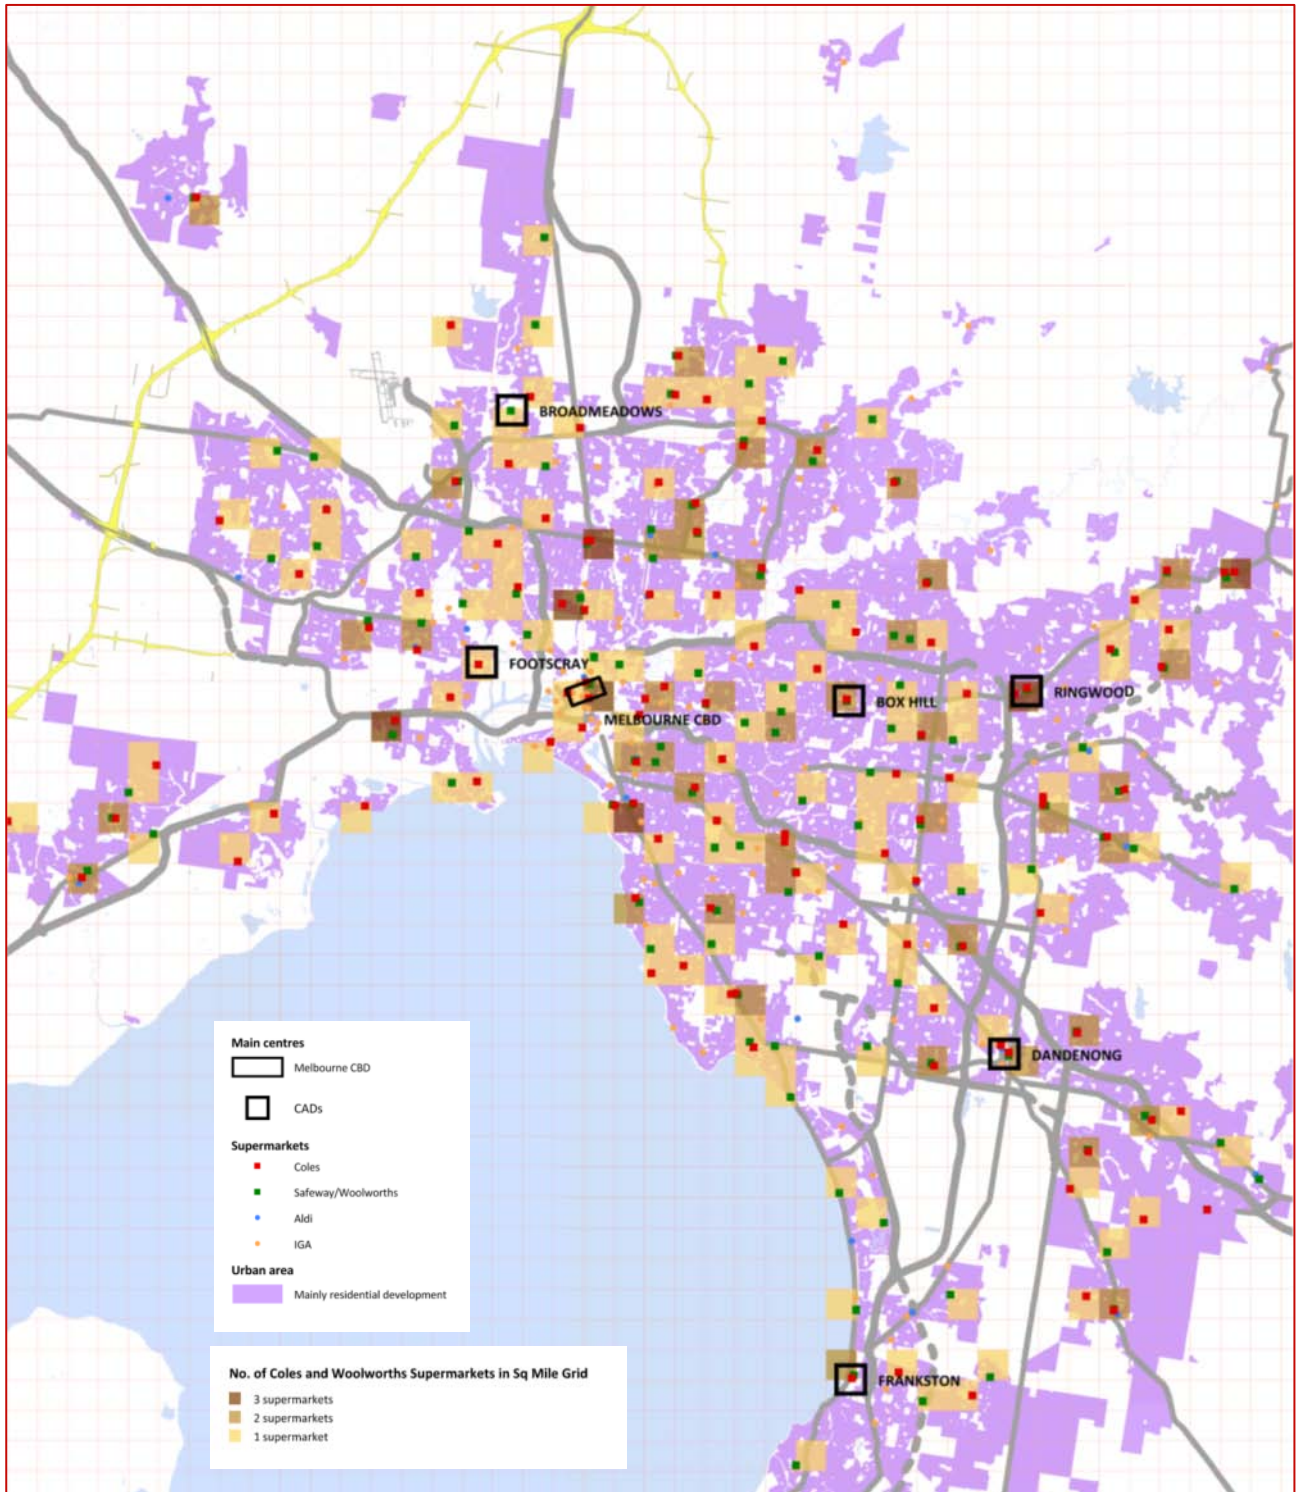 BROADMEADOWS
FOOTSCRAY
MELBOURNE CBD
BOX HILL
RINGWOOD
DANDENONG
FRANKSTON
Main centres
Melbourne CBD
CADs
Supermarkets
Coles
Safeway/Woolworths
Aldi
IGA
Urban area
Mainly residential development
No. of Coles and Woolworths Supermarkets in Sq Mile Grid
3 supermarkets
2 supermarkets
1 supermarket